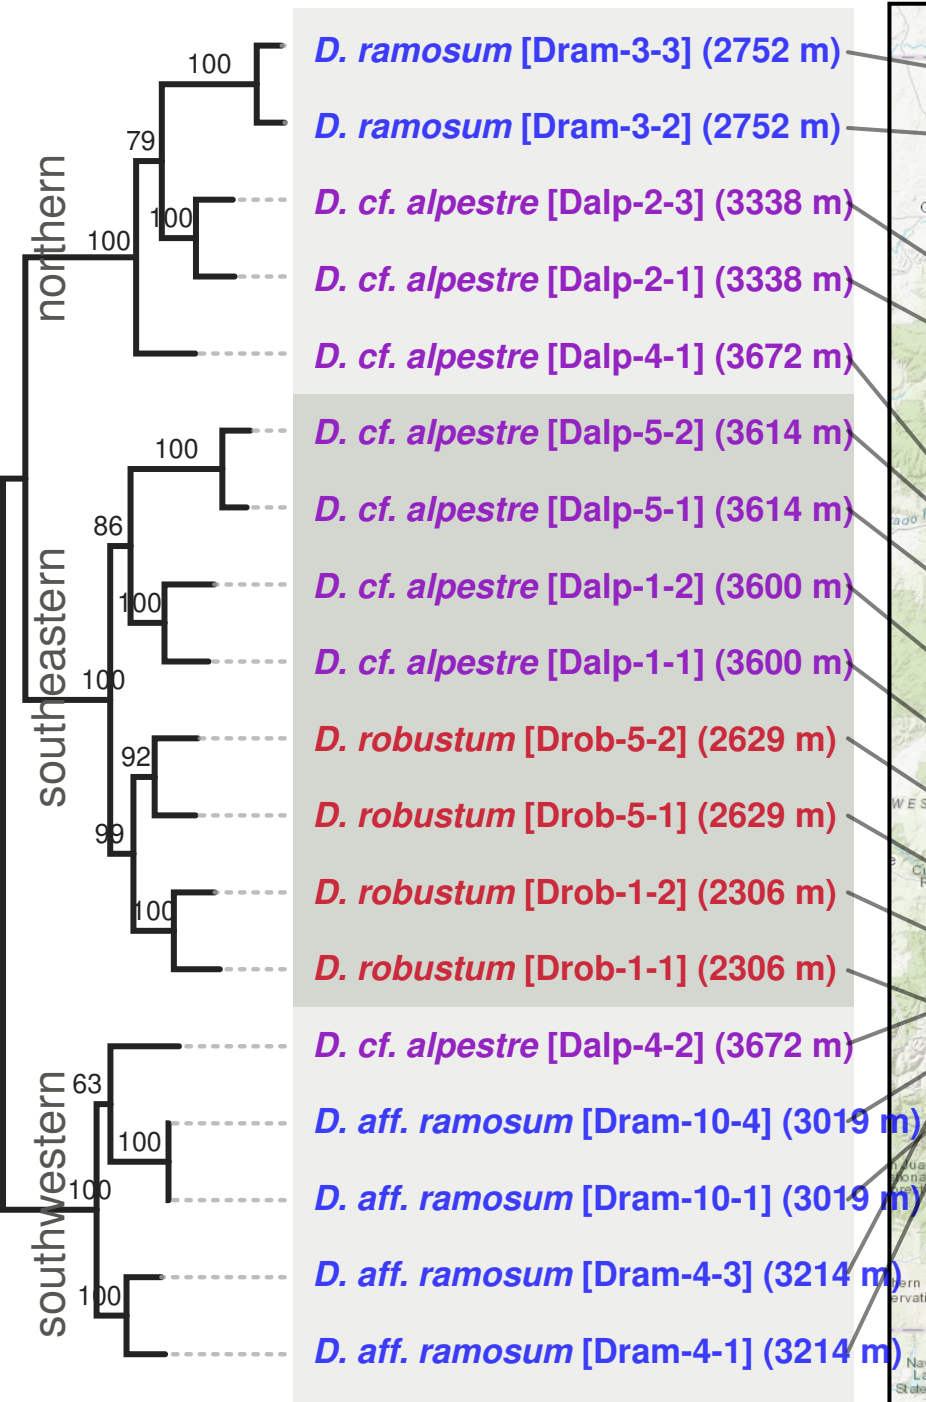 northern
southeastern
southwestern
100
79
100
100
100
86
100
100
92
99
100
63
100
100
100
D. ramosum [Dram-3-3] (2752 m)
D. ramosum [Dram-3-2] (2752 m)
D. cf. alpestre [Dalp-2-3] (3338 m)
D. cf. alpestre [Dalp-2-1] (3338 m)
D. cf. alpestre [Dalp-4-1] (3672 m)
D. cf. alpestre [Dalp-5-2] (3614 m)
D. cf. alpestre [Dalp-5-1] (3614 m)
D. cf. alpestre [Dalp-1-2] (3600 m)
D. cf. alpestre [Dalp-1-1] (3600 m)
D. robustum [Drob-5-2] (2629 m)
D. robustum [Drob-5-1] (2629 m)
D. robustum [Drob-1-2] (2306 m)
D. robustum [Drob-1-1] (2306 m)
D. cf. alpestre [Dalp-4-2] (3672 m)
D. aff. ramosum [Dram-10-4] (3019 m)
D. aff. ramosum [Dram-10-1] (3019 m)
D. aff. ramosum [Dram-4-3] (3214 m)
D. aff. ramosum [Dram-4-1] (3214 m)